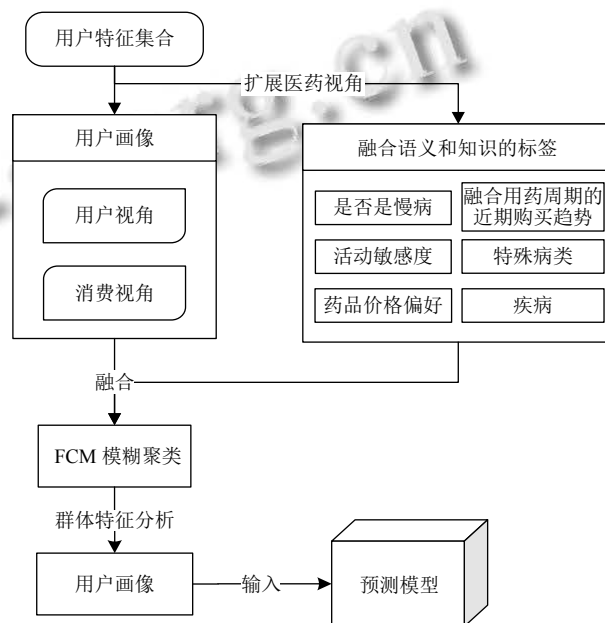 用户特征集合
扩展医药视角
用户画像
用户视角
消费视角
融合语义和知识的标签
是否是慢病
融合用药周期的
近期购买趋势
活动敏感度
特殊病类
药品价格偏好
疾病
融合
FCM 模糊聚类
群体特征分析
用户画像
输入
预测模型
rg.cn